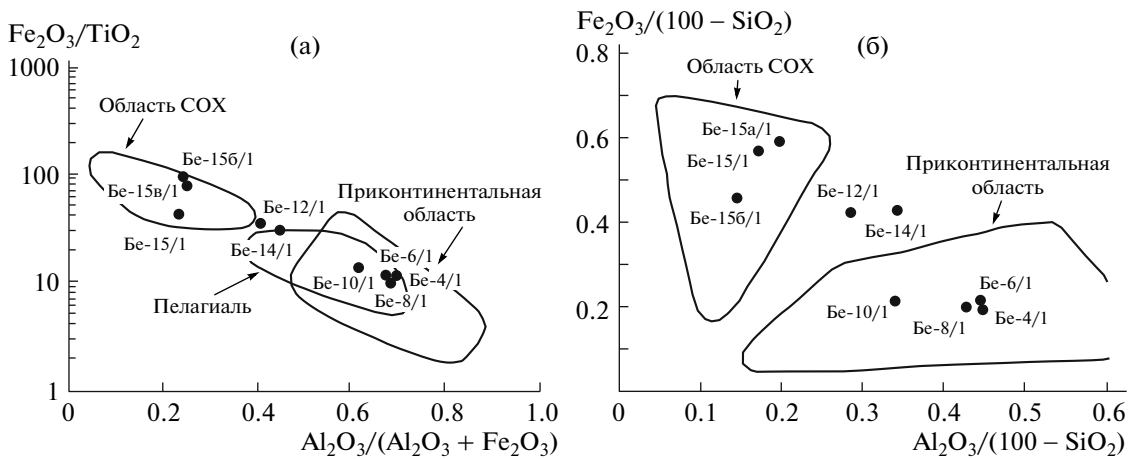 Fe₂O₃/TiO₂
(а)
1000
100
10
1
Область СОХ
Бе-15б/1
Бе-15в/1
Бе-15/1
Бе-12/1
Бе-14/1
Приконтинентальная
область
Бе-6/1
Бе-10/1
Бе-4/1
Бе-8/1
Пелагиаль
0 0.2 0.4 0.6 0.8 1.0
Al₂O₃/(Al₂O₃ + Fe₂O₃)
Fe₂O₃/(100 – SiO₂)
(б)
0.8
0.6
0.4
0.2
Область СОХ
Бе-15а/1
Бе-15/1
Бе-15б/1
Приконтинентальная
область
Бе-12/1
Бе-14/1
Бе-6/1
Бе-10/1
Бе-8/1
Бе-4/1
0 0.1 0.2 0.3 0.4 0.5 0.6
Al₂O₃/(100 – SiO₂)